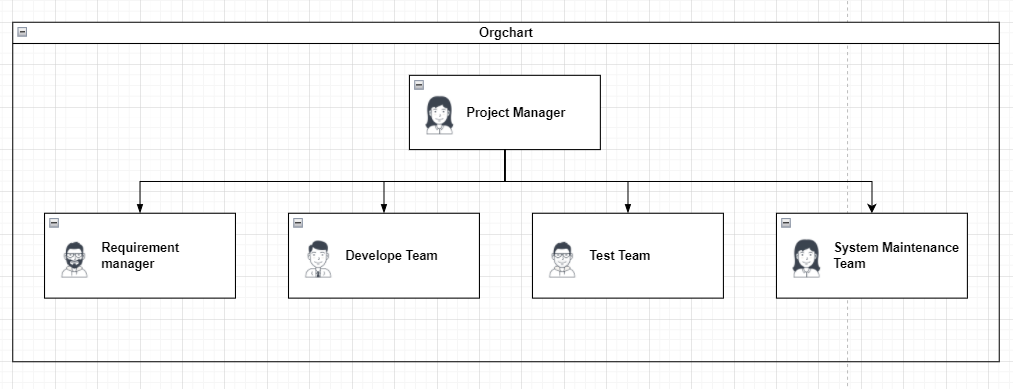 Orgchart
Project Manager
Requirement
manager
Develope Team
Test Team
System Maintenance
Team